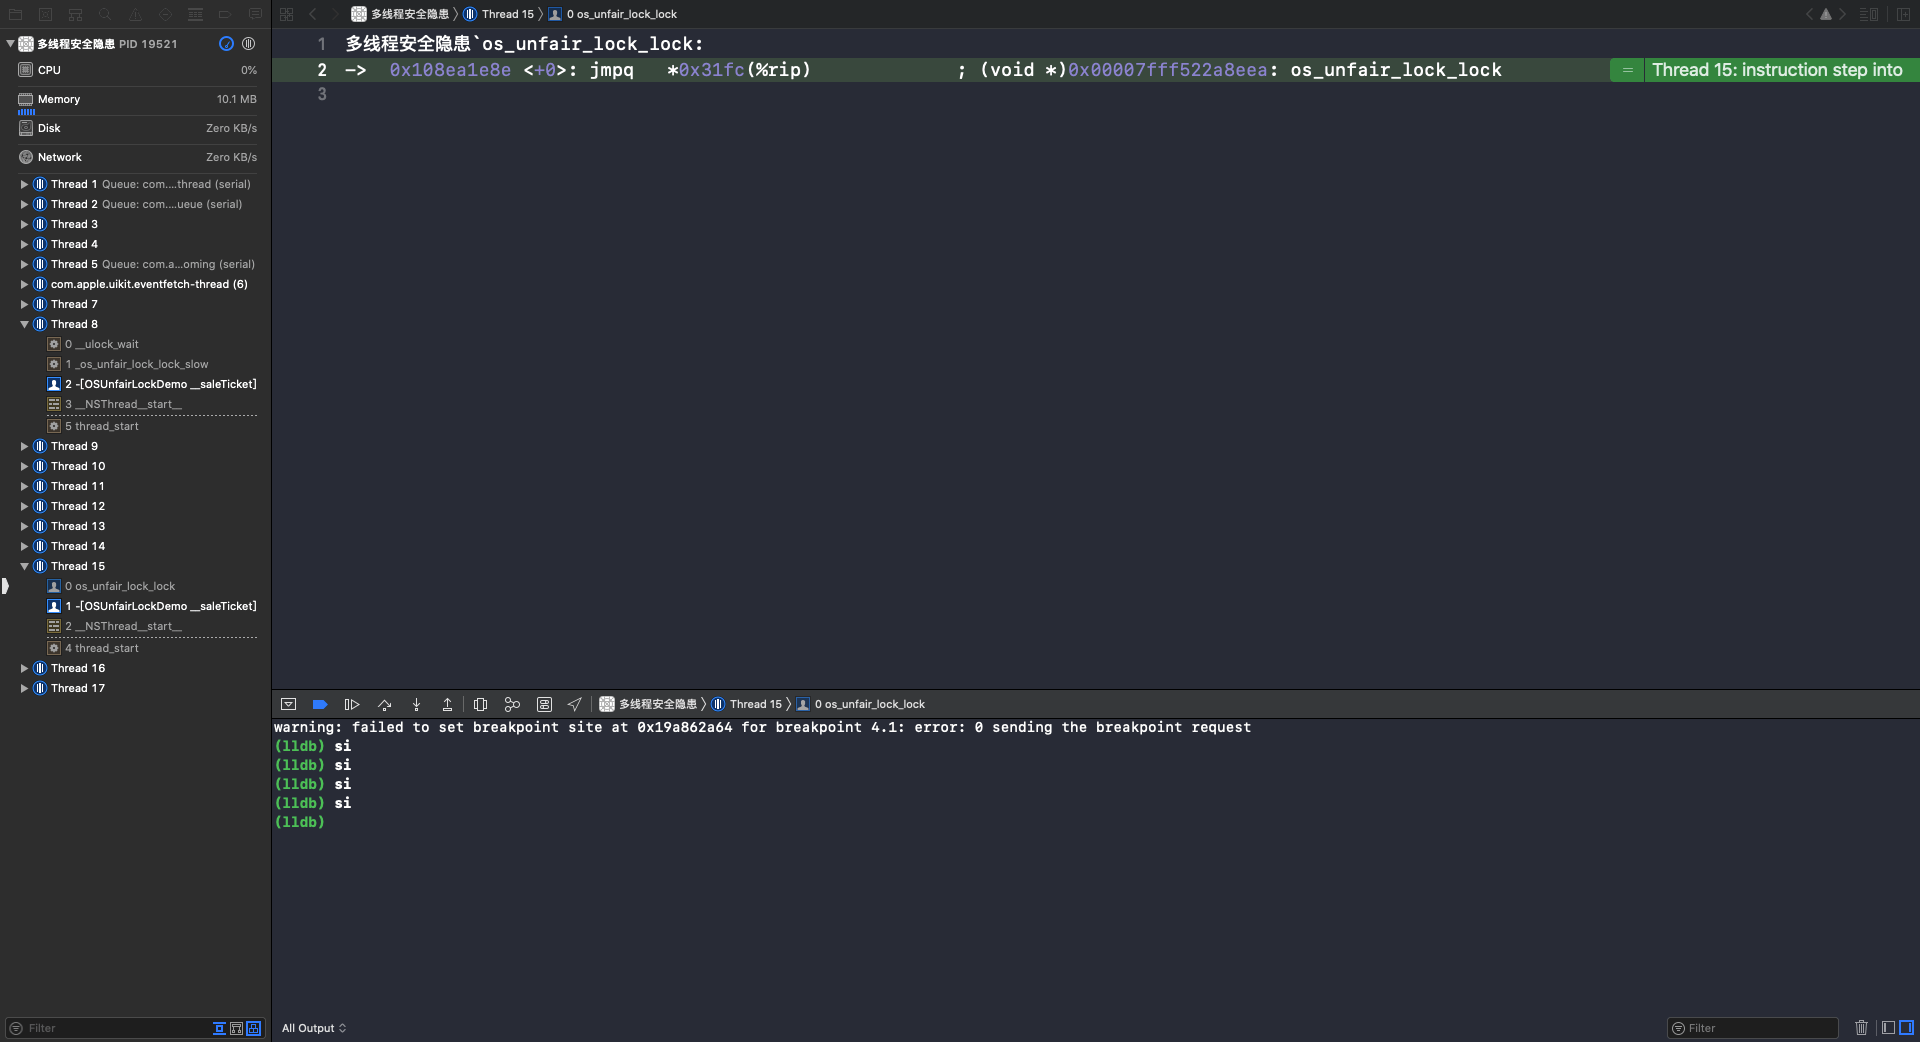 多线程安全隐患 〉 Thread 15 〉 0 os_unfair_lock_lock
多线程安全隐患 PID 19521
CPU 0%
Memory 10.1 MB
Disk Zero KB/s
Network Zero KB/s
Thread 1 Queue: com....thread (serial)
Thread 2 Queue: com....ueue (serial)
Thread 3
Thread 4
Thread 5 Queue: com.a...oming (serial)
com.apple.uikit.eventfetch-thread (6)
Thread 7
Thread 8
0 __ulock_wait
1 _os_unfair_lock_lock_slow
2 -[OSUnfairLockDemo __saleTicket]
3 __NSThread__start__
5 thread_start
Thread 9
Thread 10
Thread 11
Thread 12
Thread 13
Thread 14
Thread 15
0 os_unfair_lock_lock
1 -[OSUnfairLockDemo __saleTicket]
2 __NSThread__start__
4 thread_start
Thread 16
Thread 17
Filter
1 多线程安全隐患`os_unfair_lock_lock:
2 -> 0x108ea1e8e <+0>: jmpq *0x31fc(%rip) ; (void *)0x00007fff522a8eea: os_unfair_lock_lock = Thread 15: instruction step into
3
多线程安全隐患 〉 Thread 15 〉 0 os_unfair_lock_lock
warning: failed to set breakpoint site at 0x19a862a64 for breakpoint 4.1: error: 0 sending the breakpoint request
(lldb) si
(lldb) si
(lldb) si
(lldb) si
(lldb)
All Output
Filter